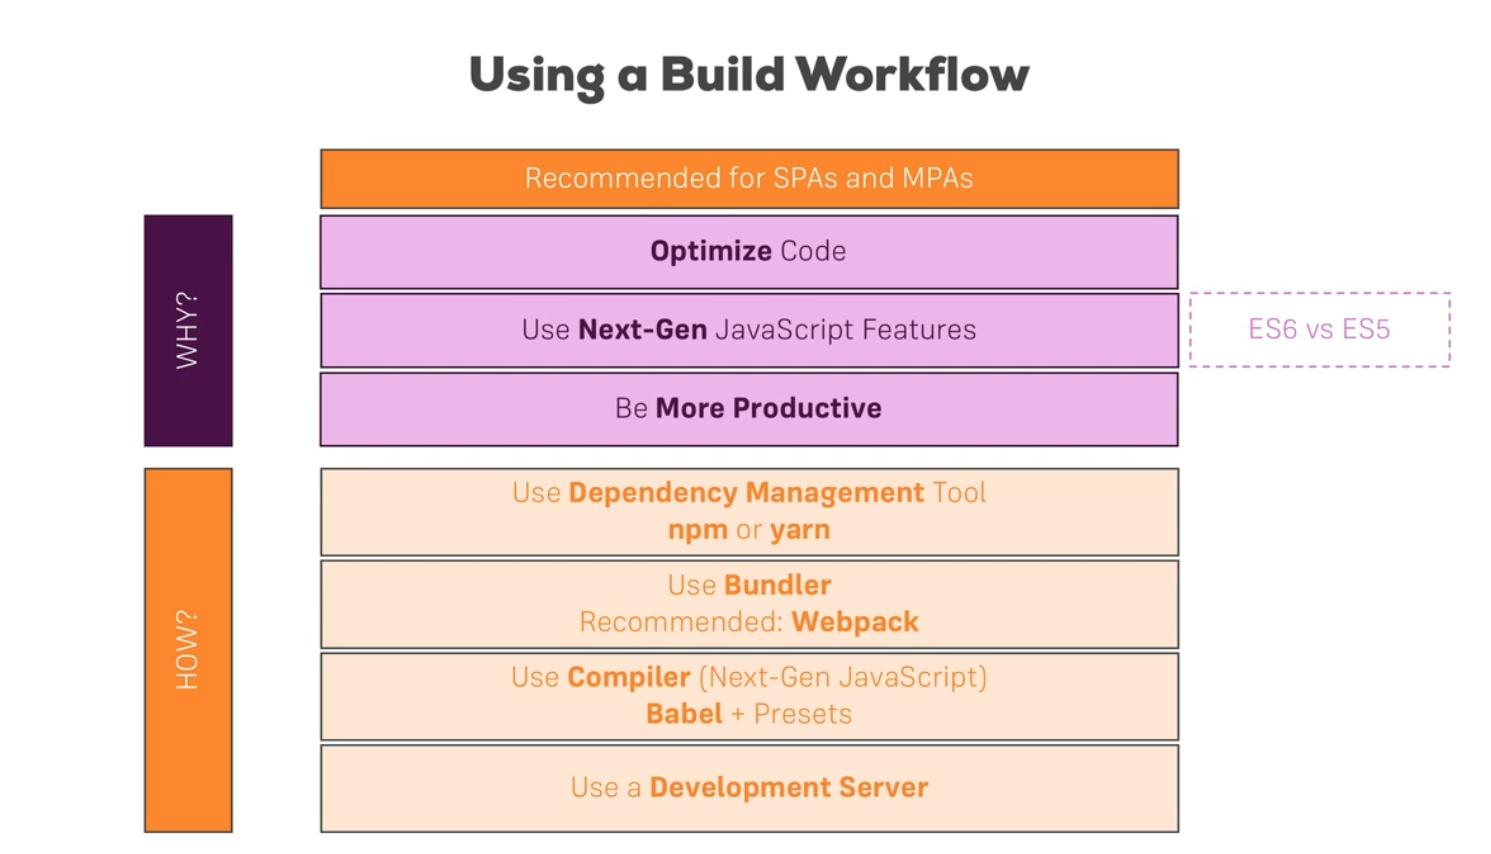 Using a Build Workflow
Recommended for SPAs and MPAs
WHY?
Optimize Code
Use Next-Gen JavaScript Features
ES6 vs ES5
Be More Productive
HOW?
Use Dependency Management Tool
npm or yarn
Use Bundler
Recommended: Webpack
Use Compiler (Next-Gen JavaScript)
Babel + Presets
Use a Development Server